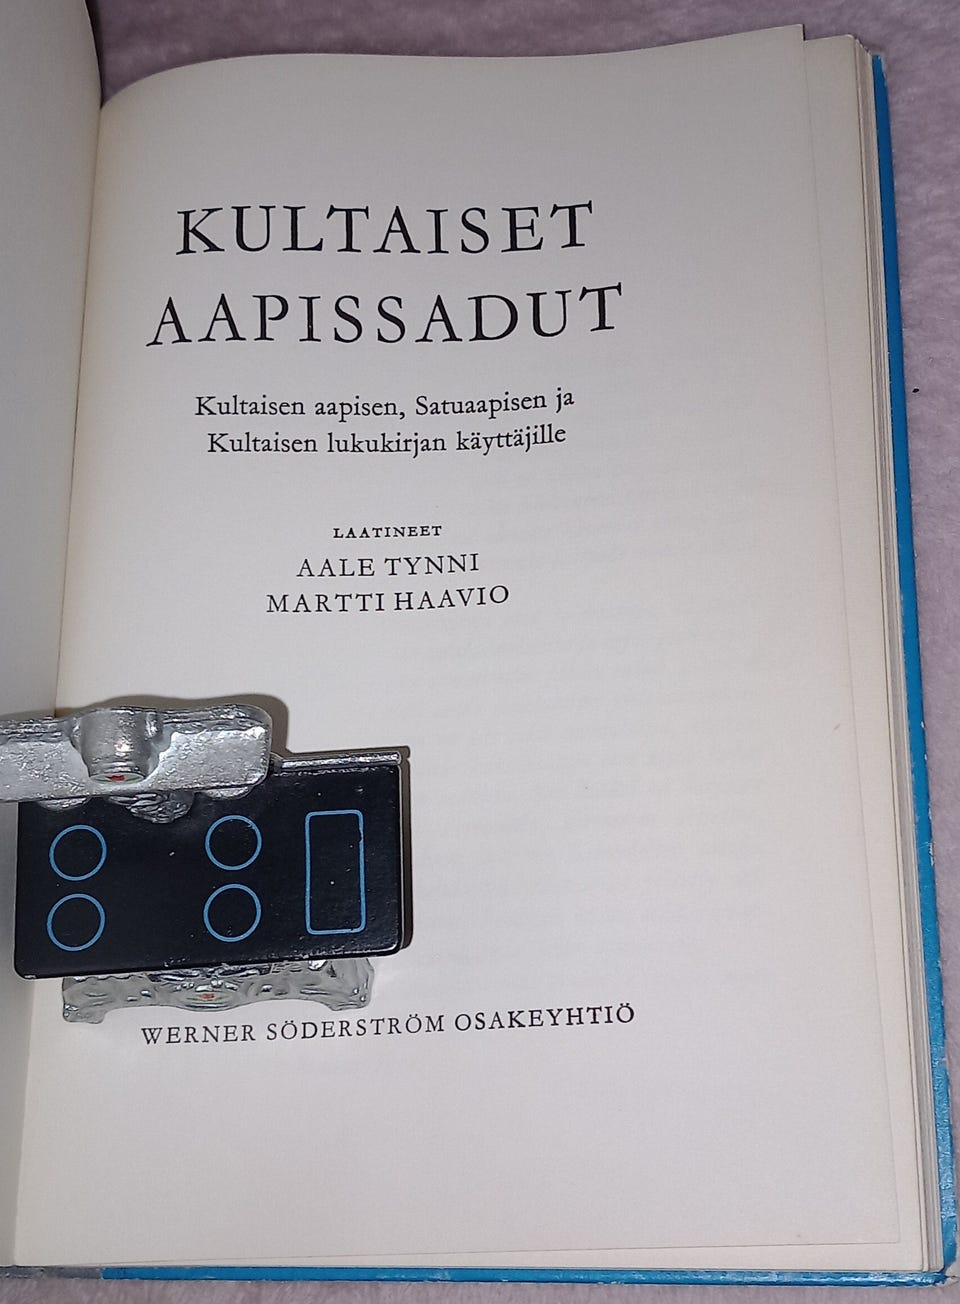 KULTAISET
AAPISSADUT
Kultaisen aapisen, Satuaapisen ja
Kultaisen lukukirjan käyttäjille
LAATINEET
AALE TYNNI
MARTTI HAAVIO
WERNER SÖDERSTRÖM OSAKEYHTIÖ